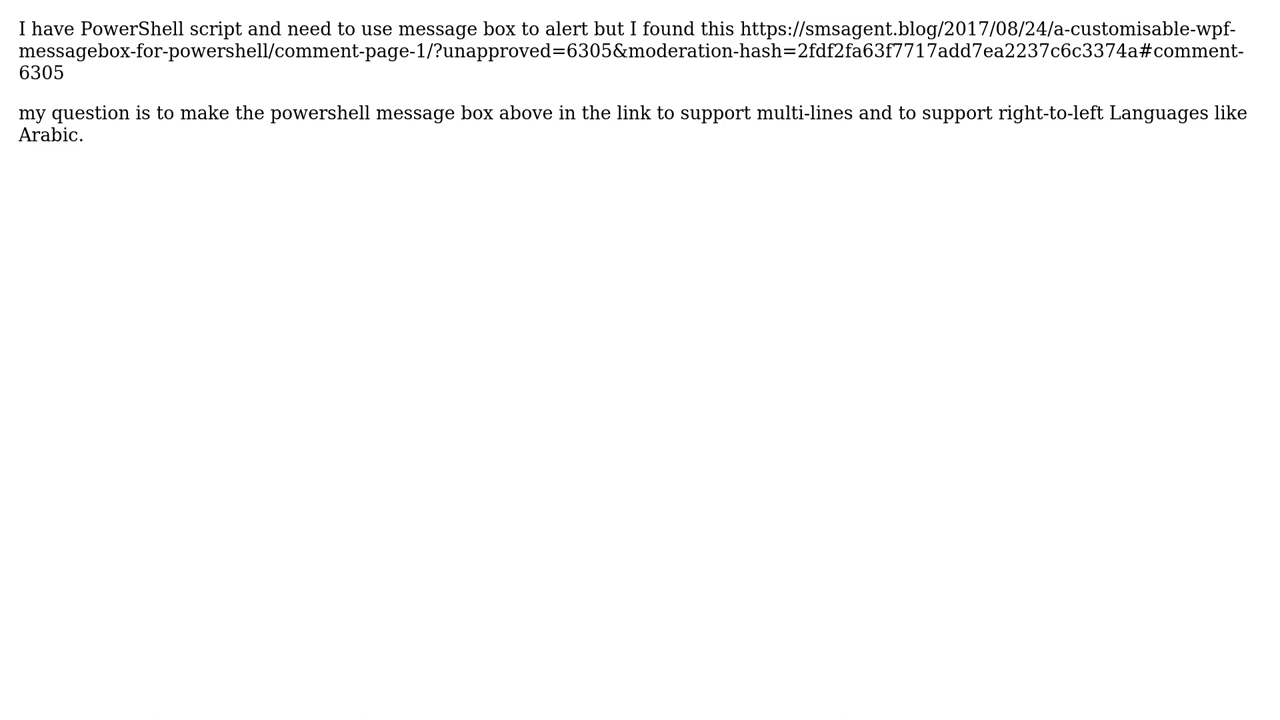 I have PowerShell script and need to use message box to alert but I found this https://smsagent.blog/2017/08/24/a-customisable-wpf-
messagebox-for-powershell/comment-page-1/?unapproved=6305&moderation-hash=2fdf2fa63f7717add7ea2237c6c3374a#comment-
6305
my question is to make the powershell message box above in the link to support multi-lines and to support right-to-left Languages like
Arabic.